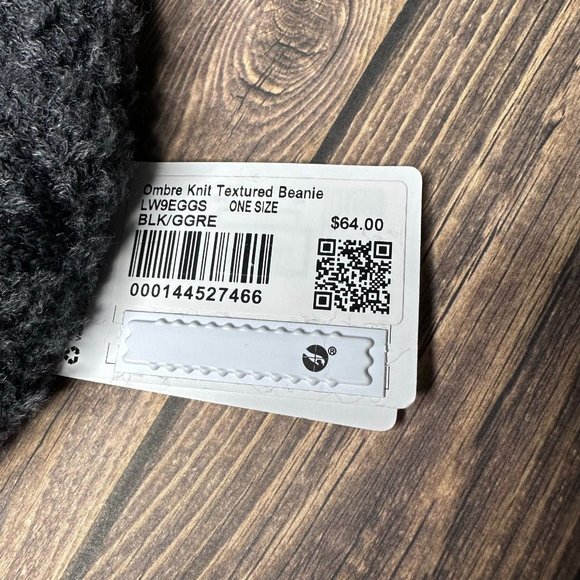 Ombre Knit Textured Beanie
LW9EGGS ONE SIZE
BLK/GGRE $64.00
000144527466
®